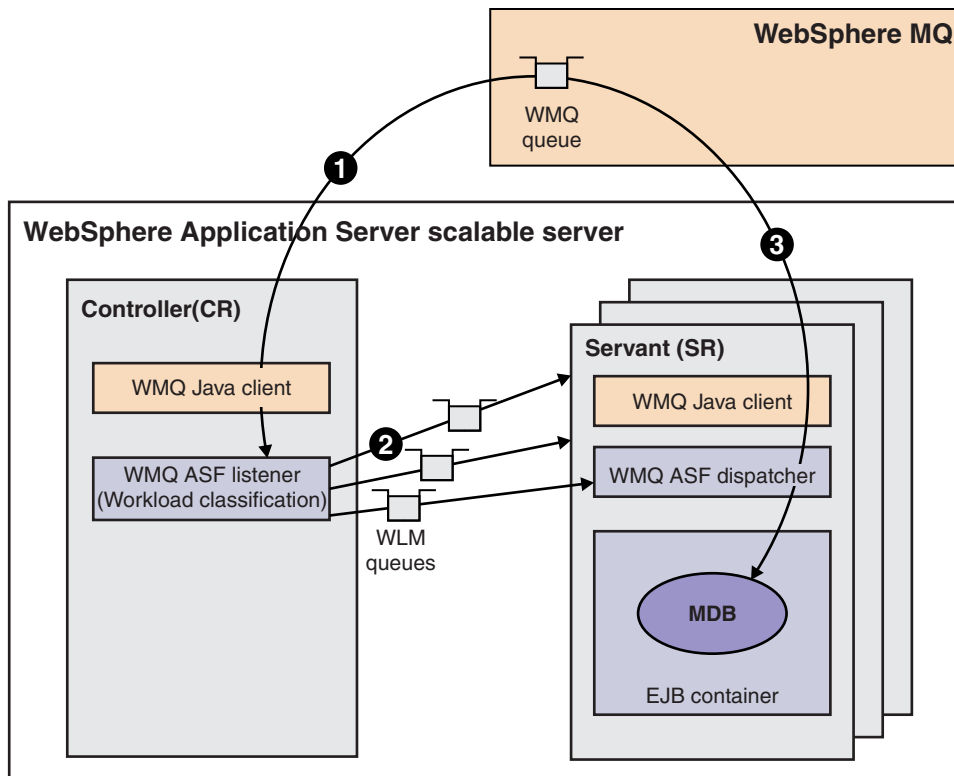 WebSphere MQ
WMQ
queue
1
3
WebSphere Application Server scalable server
Controller(CR)
WMQ Java client
WMQ ASF listener
(Workload classification)
2
WLM
queues
Servant (SR)
WMQ Java client
WMQ ASF dispatcher
MDB
EJB container